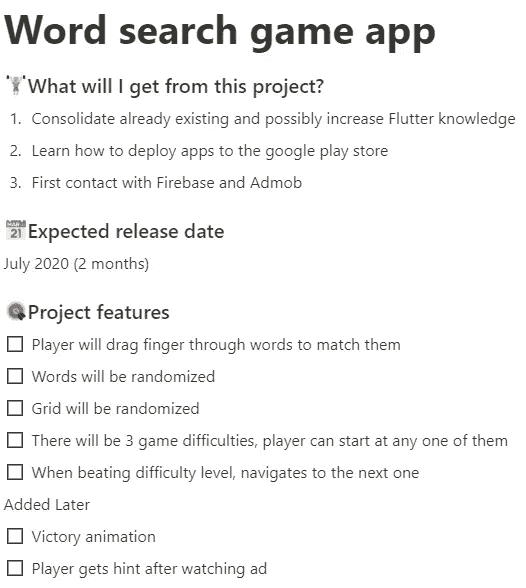 Word search game app
What will I get from this project?
1. Consolidate already existing and possibly increase Flutter knowledge
2. Learn how to deploy apps to the google play store
3. First contact with Firebase and Admob
Expected release date
July 2020 (2 months)
Project features
Player will drag finger through words to match them
Words will be randomized
Grid will be randomized
There will be 3 game difficulties, player can start at any one of them
When beating difficulty level, navigates to the next one
Added Later
Victory animation
Player gets hint after watching ad